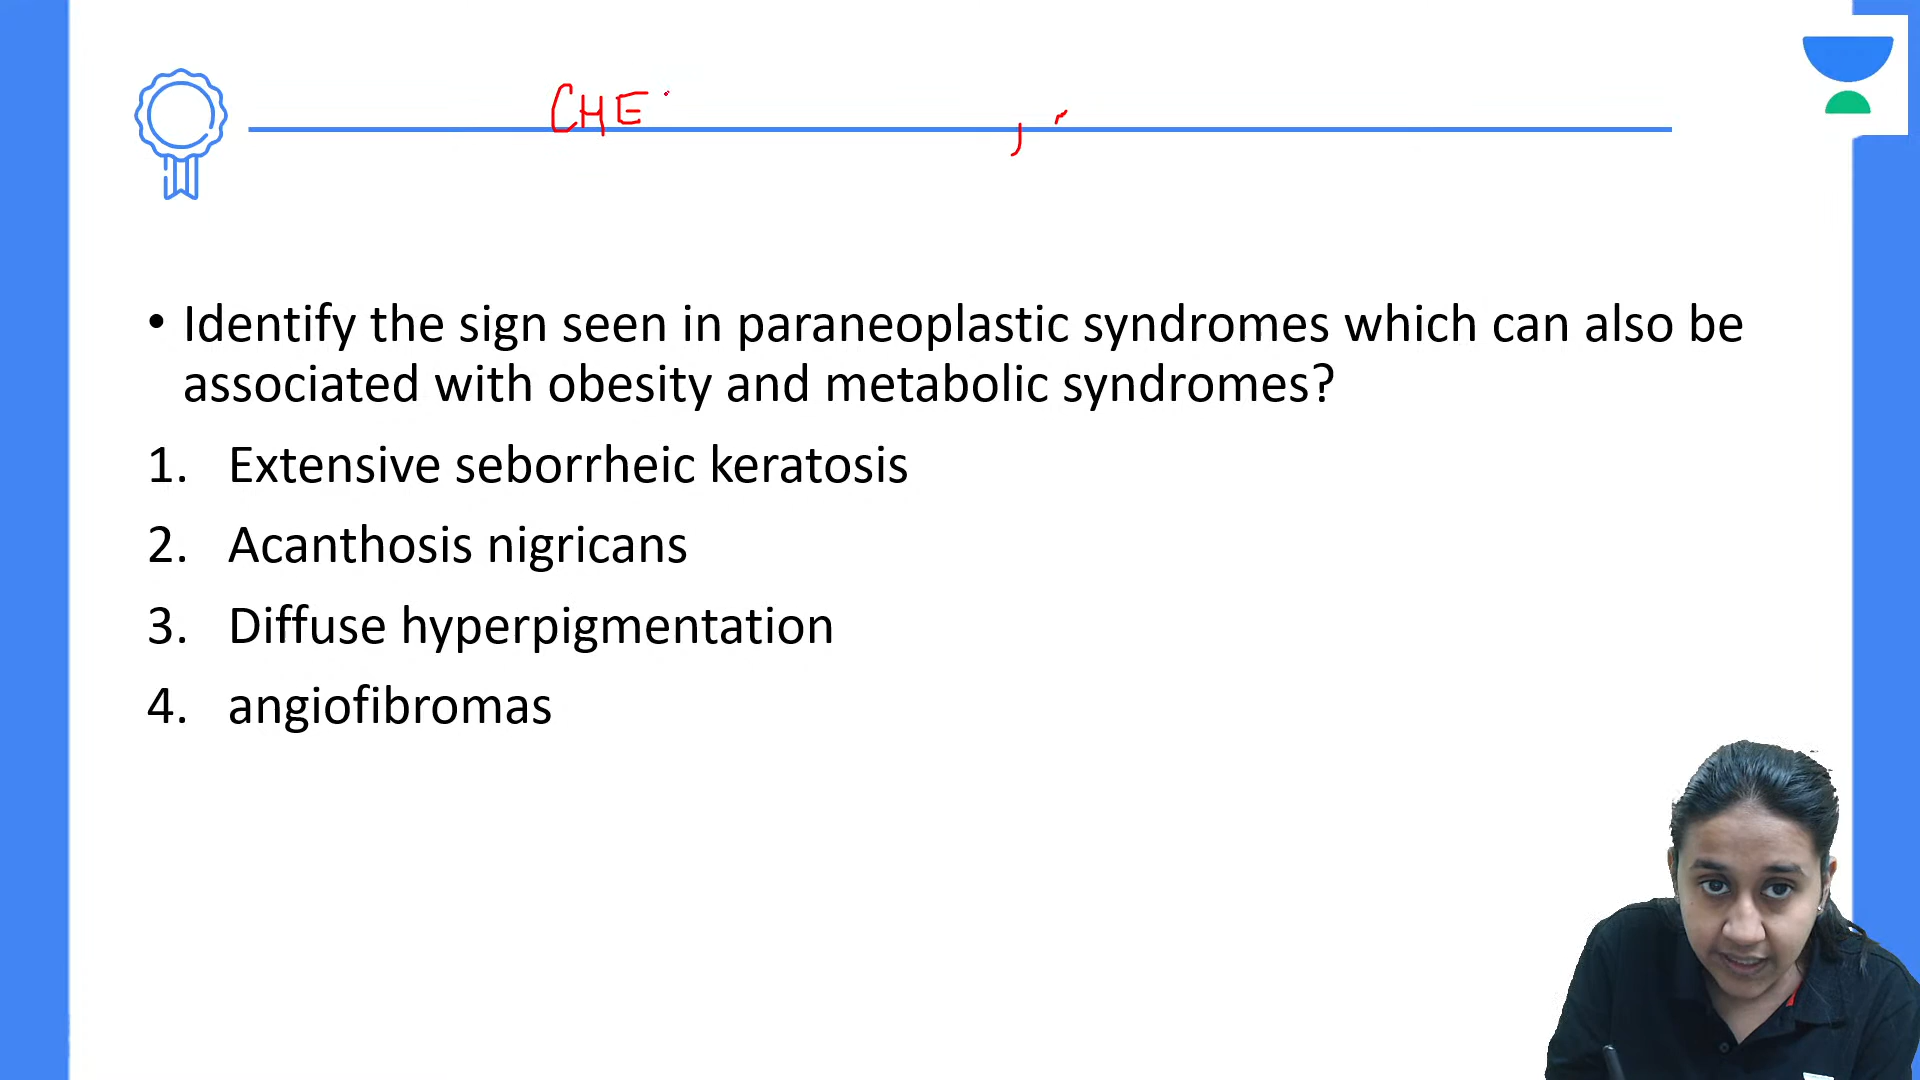 CHE
• Identify the sign seen in paraneoplastic syndromes which can also be
associated with obesity and metabolic syndromes?
1. Extensive seborrheic keratosis
2. Acanthosis nigricans
3. Diffuse hyperpigmentation
4. angiofibromas